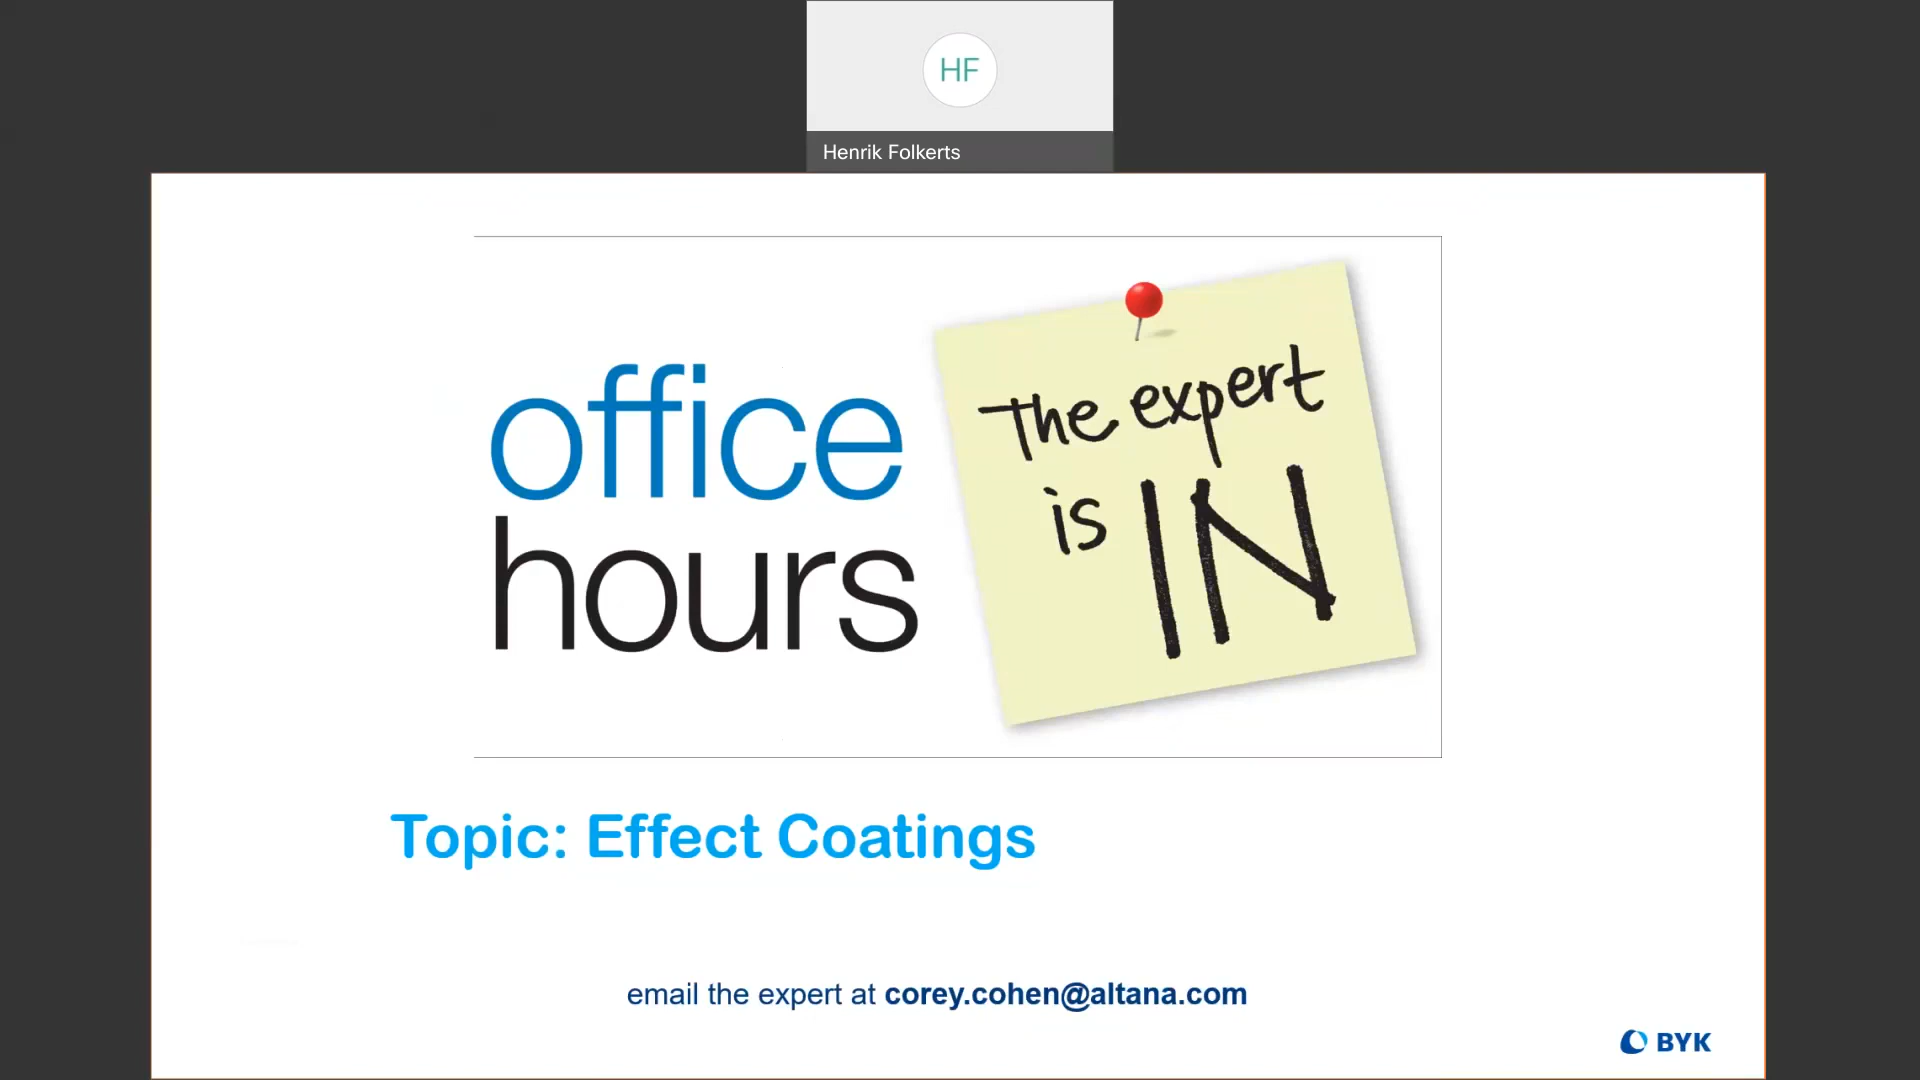 HF
Henrik Folkerts
office
hours
The expert
is IN
Topic: Effect Coatings
email the expert at corey.cohen@altana.com
BYK